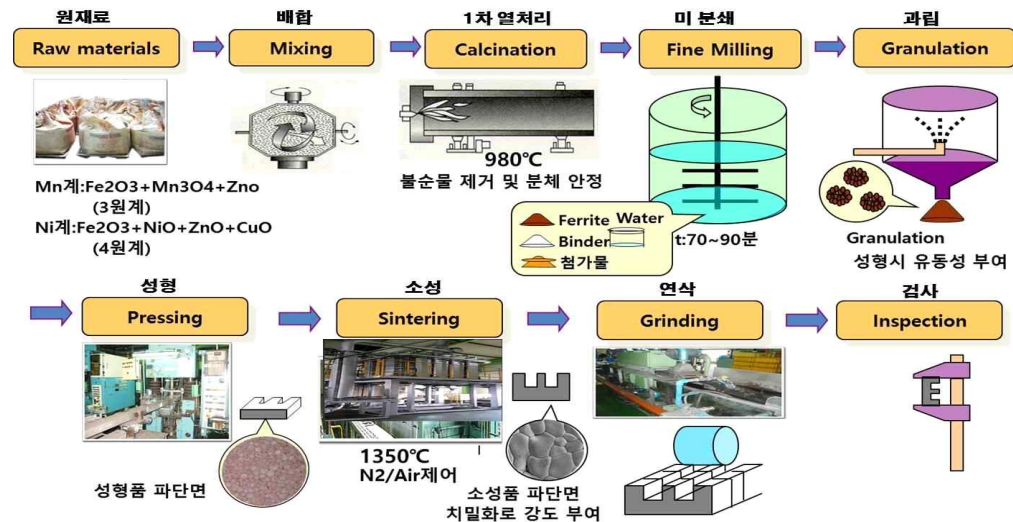 원재료
배합
1차 열처리
미 분쇄
과립
Raw materials
Mixing
Calcination
Fine Milling
Granulation
Mn계:Fe2O3+Mn3O4+Zno
(3원계)
Ni계:Fe2O3+NiO+ZnO+CuO
(4원계)
980℃
불순물 제거 및 분체 안정
Ferrite Water
Binder
첨가물
t:70~90분
Granulation
성형시 유동성 부여
성형
소성
연삭
검사
Pressing
Sintering
Grinding
Inspection
성형품 파단면
1350℃
N2/Air제어
소성품 파단면
치밀화로 강도 부여